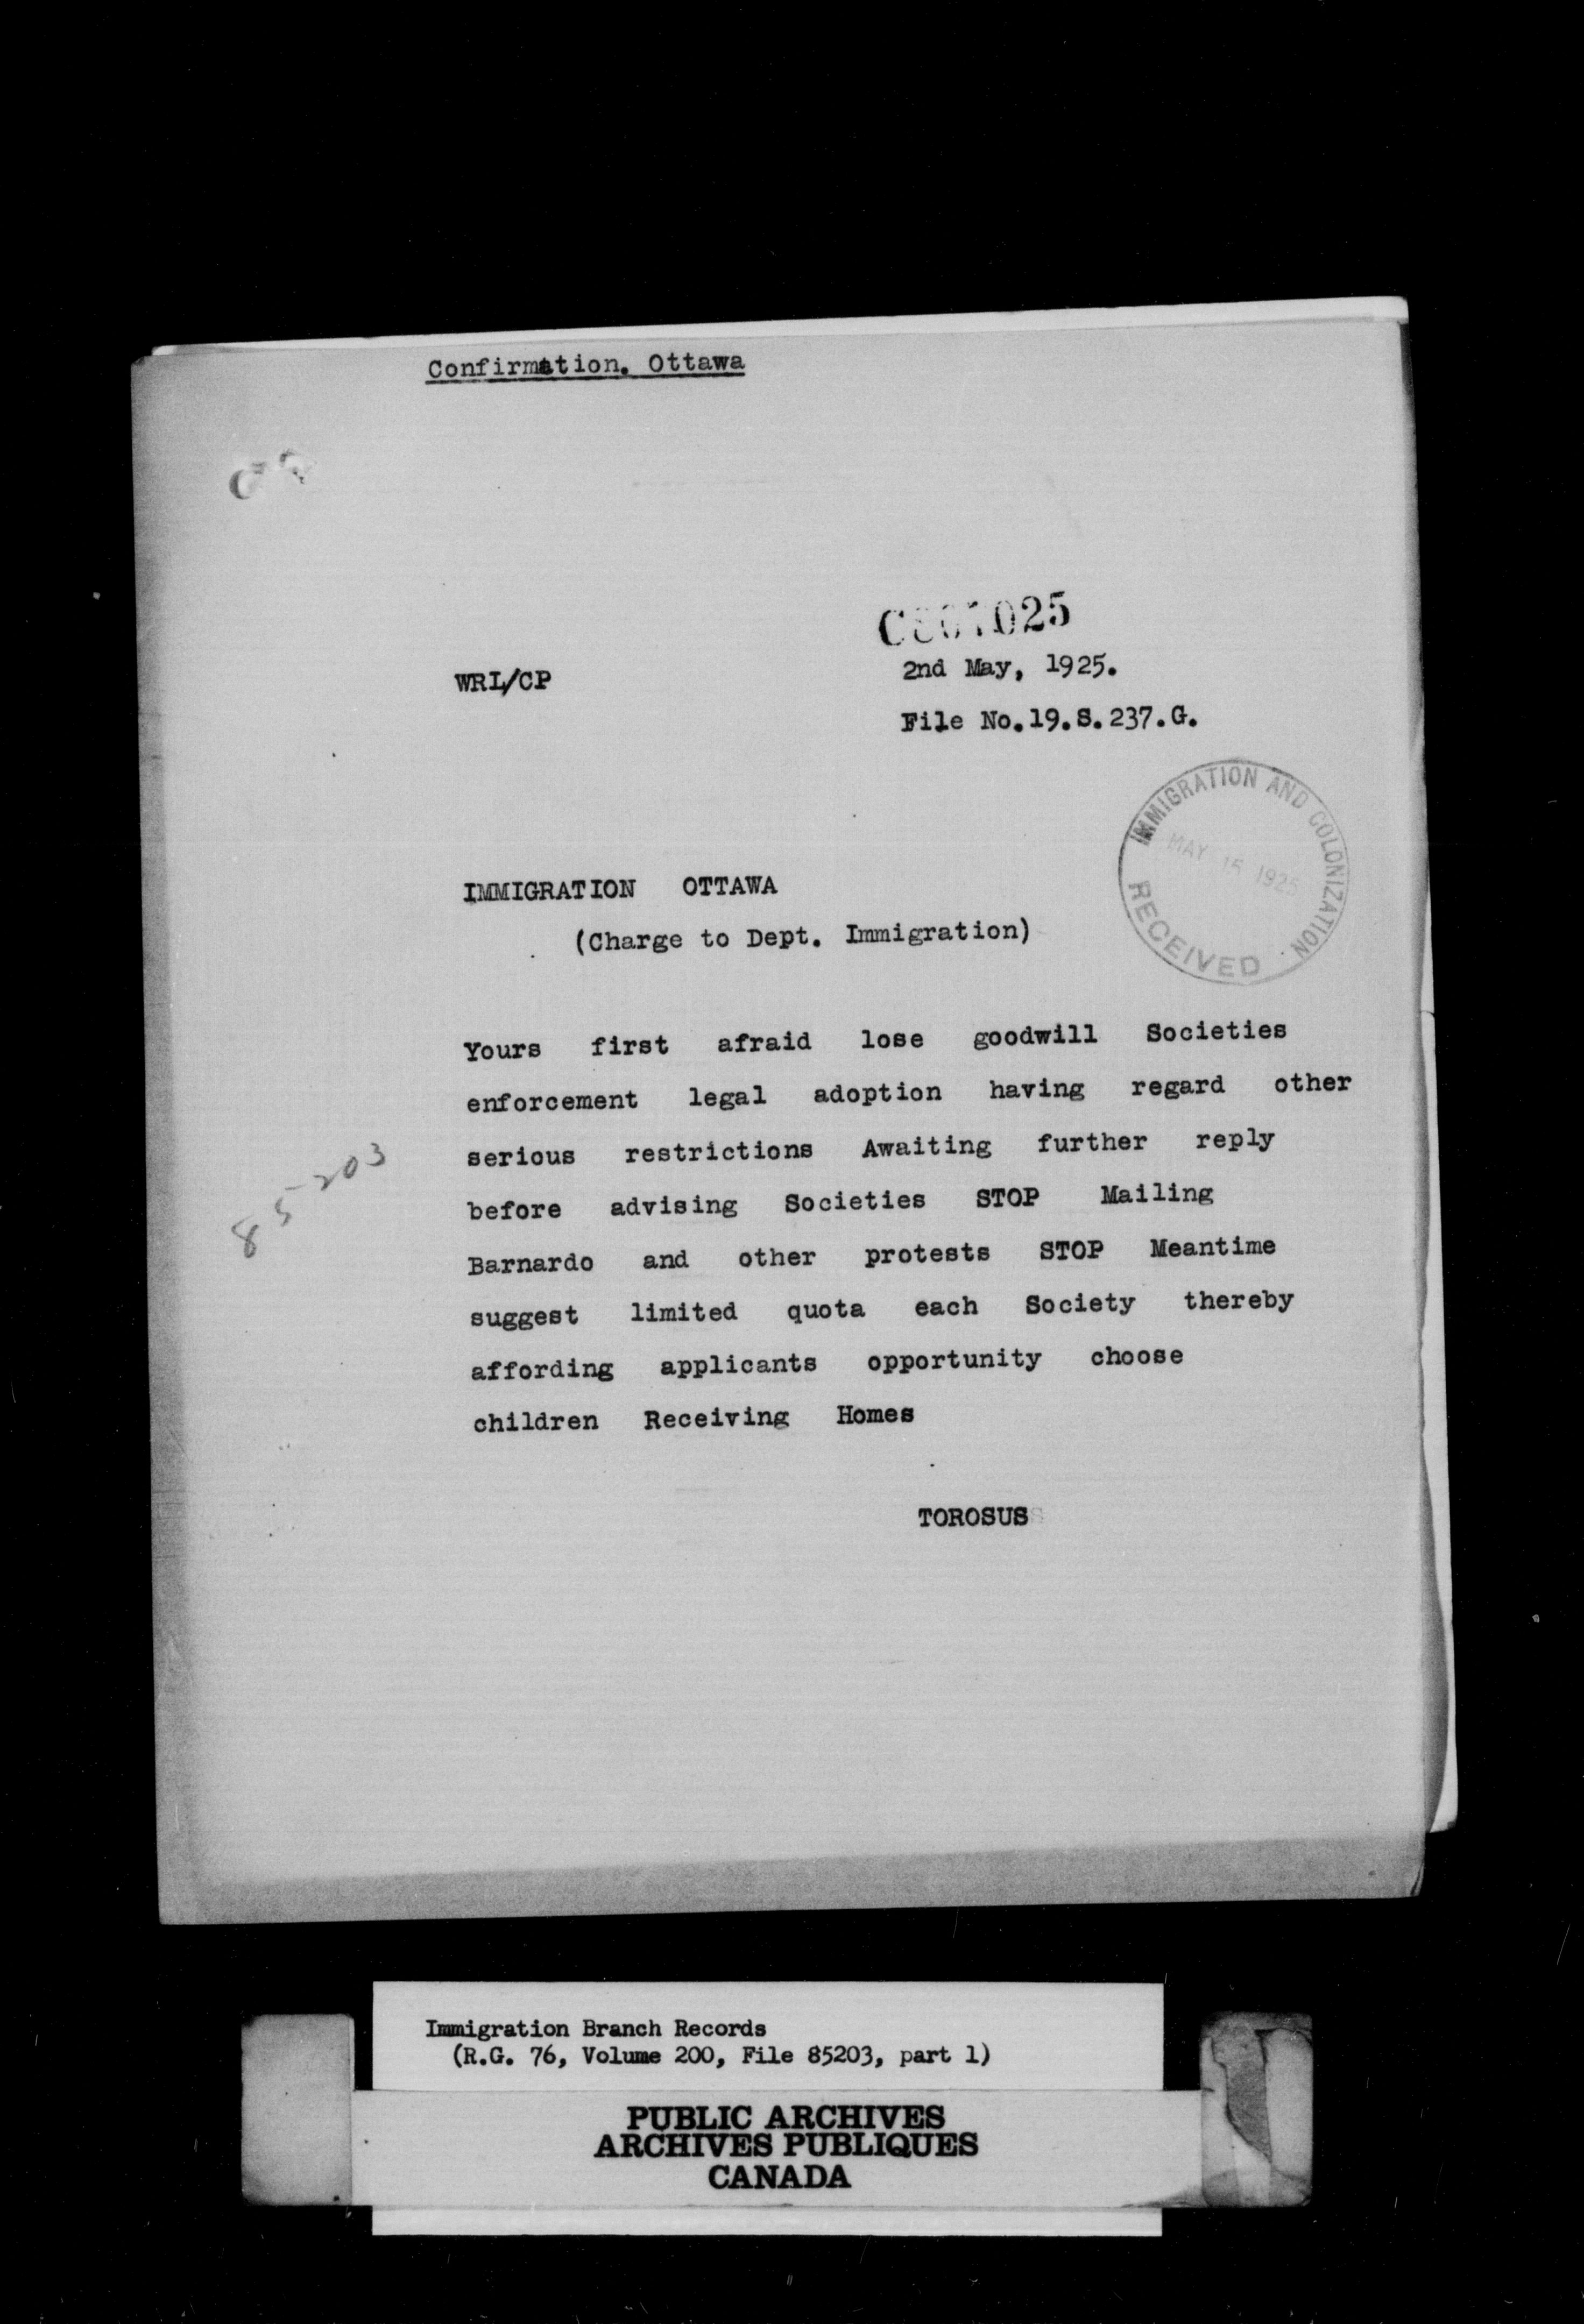 Confirmation. Ottawa
2nd May, 1925.
WRL/CP
File No.19.S.237.G.
IMMIGRATION AND COLONIZATION
MAY 15 1925
RECEIVED
IMMIGRATION OTTAWA
(Charge to Dept. Immigration)
Yours first afraid lose goodwill Societies
enforcement legal adoption having regard other
serious restrictions Awaiting further reply
before advising Societies STOP Mailing
Barnardo and other protests STOP Meantime
suggest limited quota each Society thereby
affording applicants opportunity choose
children Receiving Homes
85203
TOROSUS
Immigration Branch Records
(R.G. 76, Volume 200, File 85203, part 1)
PUBLIC ARCHIVES
ARCHIVES PUBLIQUES
CANADA